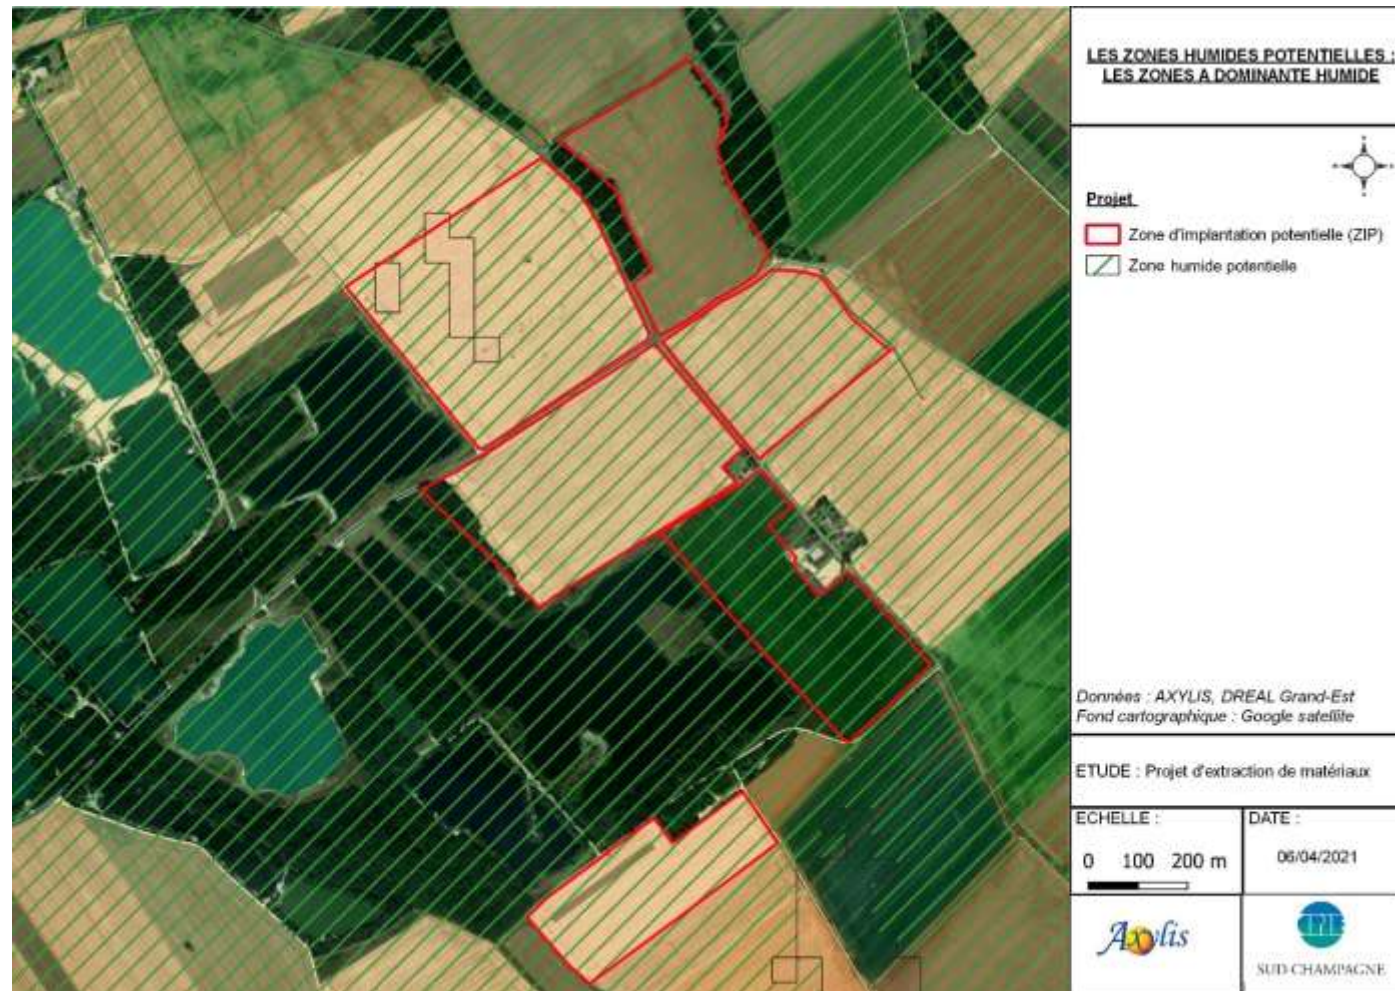 LES ZONES HUMIDES POTENTIELLES :
LES ZONES A DOMINANTE HUMIDE
Projet
Zone d'implantation potentielle (ZIP)
Zone humide potentielle
Données : AXYLIS, DREAL Grand-Est
Fond cartographique : Google satellite
ETUDE : Projet d'extraction de matériaux
ECHELLE :
0 100 200 m
DATE :
06/04/2021
Axylis
CPIE
SUD CHAMPAGNE